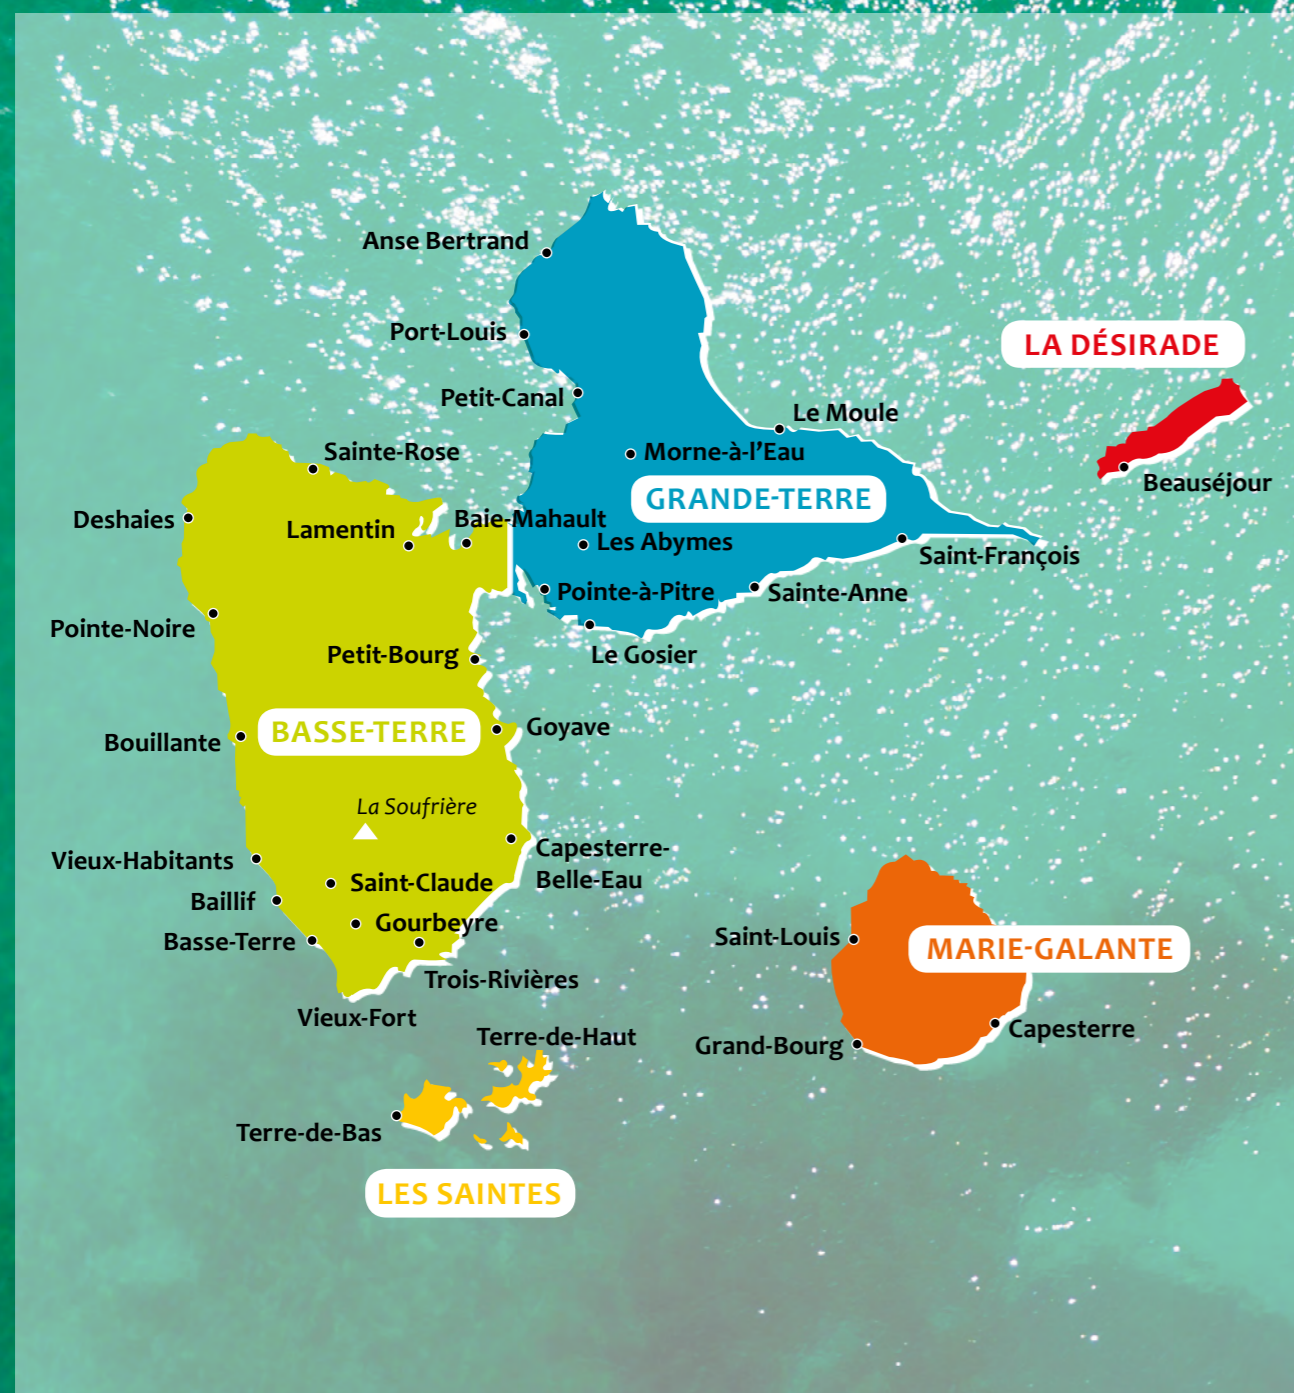 Anse Bertrand
Port-Louis
LA DÉSIRADE
Petit-Canal
Le Moule
Sainte-Rose
Morne-à-l'Eau
Beauséjour
GRANDE-TERRE
Deshaies
Lamentin
Baie-Mahault
Les Abymes
Saint-François
Pointe-à-Pitre
Sainte-Anne
Pointe-Noire
Petit-Bourg
Le Gosier
BASSE-TERRE
Goyave
Bouillante
La Soufrière
Capesterre-
Belle-Eau
Vieux-Habitants
Saint-Claude
Baillif
Gourbeyre
Basse-Terre
Saint-Louis
MARIE-GALANTE
Trois-Rivières
Vieux-Fort
Capesterre
Terre-de-Haut
Grand-Bourg
Terre-de-Bas
LES SAINTES